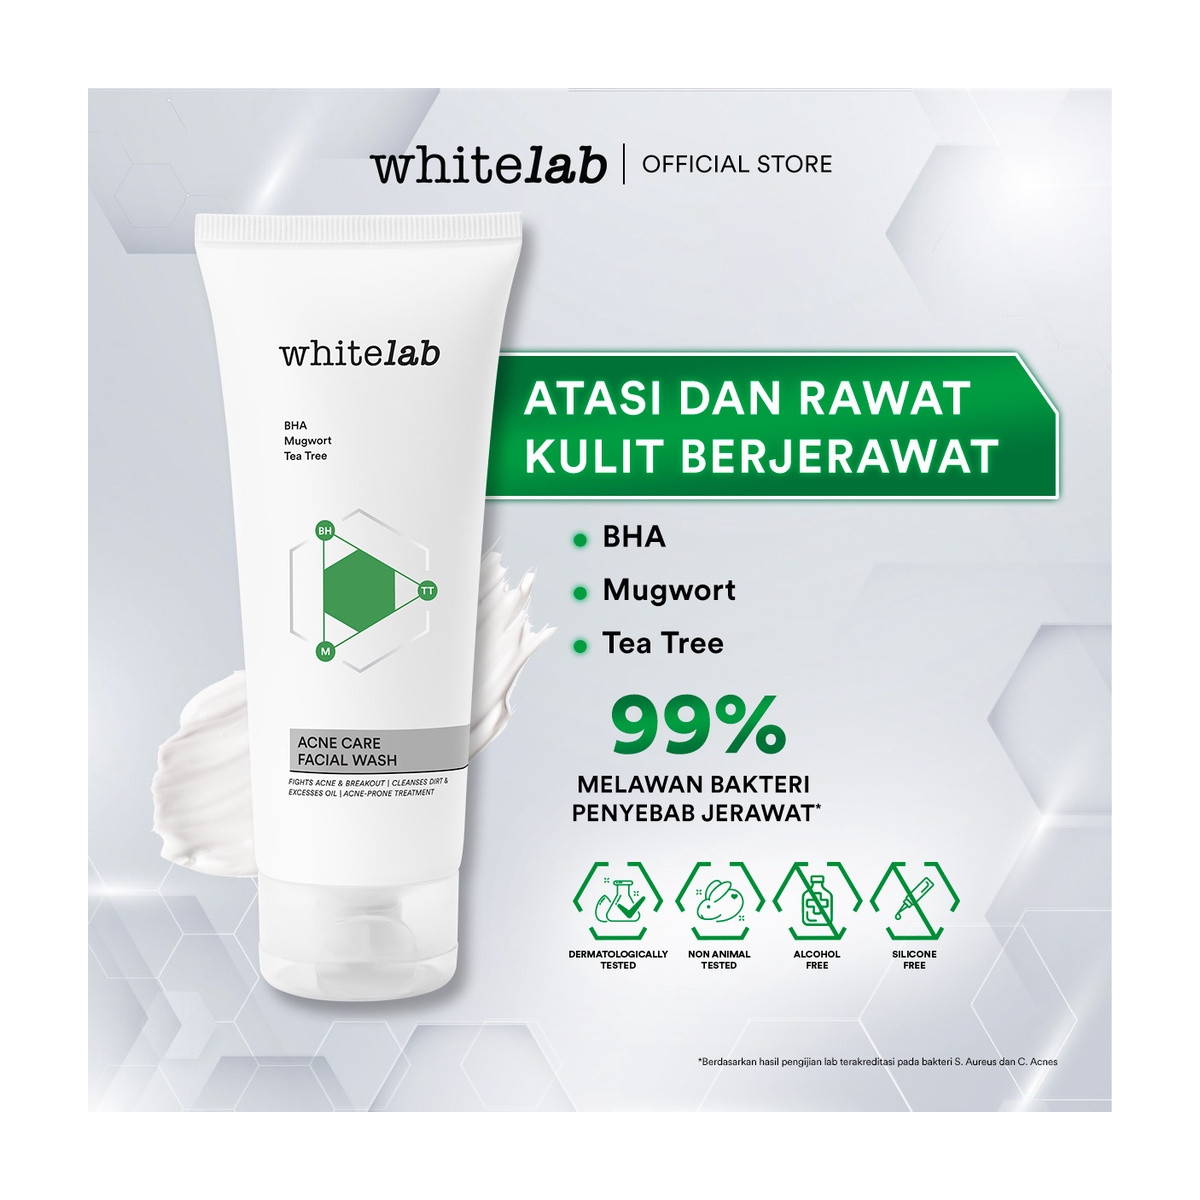 whitelab | OFFICIAL STORE
whitelab
BHA
Mugwort
Tea Tree
BH
TT
M
ACNE CARE
FACIAL WASH
FIGHTS ACNE & BREAKOUT | CLEANSES DIRT &
EXCESSES OIL | ACNE-PRONE TREATMENT
ATASI DAN RAWAT
KULIT BERJERAWAT
BHA
Mugwort
Tea Tree
99%
MELAWAN BAKTERI
PENYEBAB JERAWAT*
DERMATOLOGICALLY
TESTED
NON ANIMAL
TESTED
ALCOHOL
FREE
SILICONE
FREE
*Berdasarkan hasil pengijian lab terakreditasi pada bakteri S. Aureus dan C. Acnes